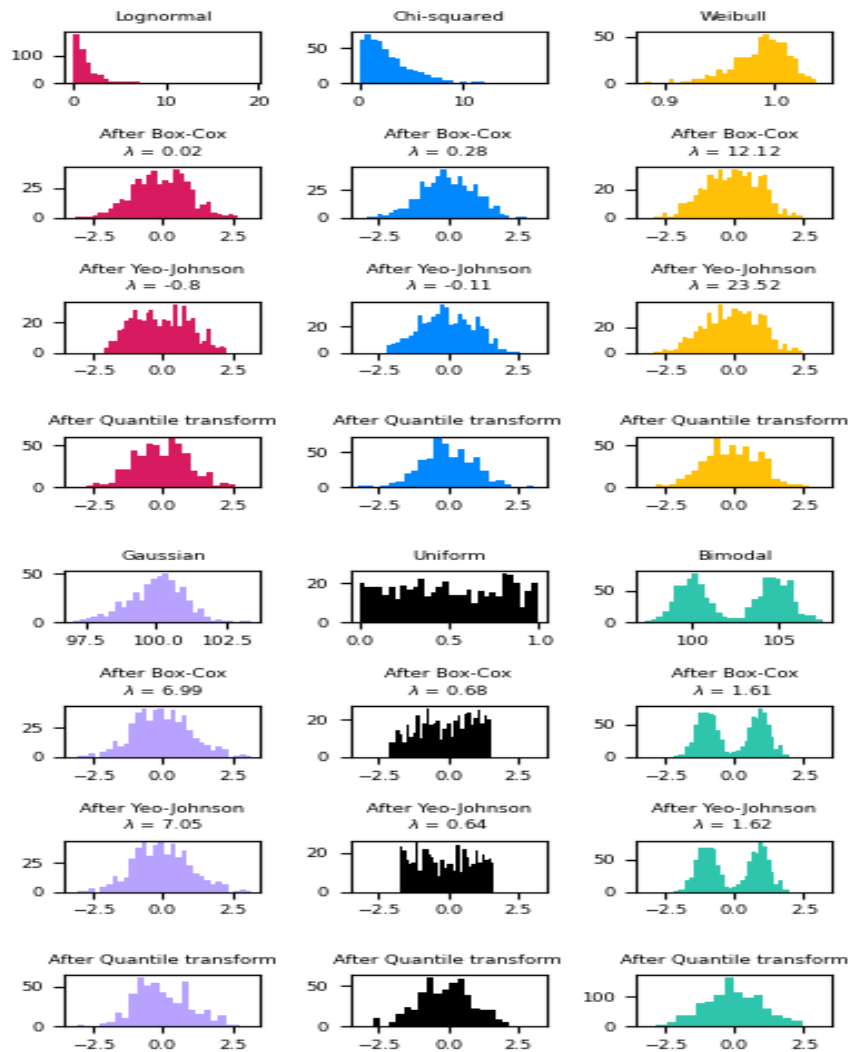 Lognormal Chi-squared Weibull
100 50 50
0 0 0
0 10 20 0 10 0.9 1.0
After Box-Cox After Box-Cox After Box-Cox
λ = 0.02 λ = 0.28 λ = 12.12
25 25 20
0 0 0
−2.5 0.0 2.5 −2.5 0.0 2.5 −2.5 0.0 2.5
After Yeo-Johnson After Yeo-Johnson After Yeo-Johnson
λ = -0.8 λ = -0.11 λ = 23.52
20 20 20
0 0 0
−2.5 0.0 2.5 −2.5 0.0 2.5 −2.5 0.0 2.5
After Quantile transform After Quantile transform After Quantile transform
50 50 50
0 0 0
−2.5 0.0 2.5 −2.5 0.0 2.5 −2.5 0.0 2.5
Gaussian Uniform Bimodal
50 20 50
0 0 0
97.5 100.0 102.5 0.0 0.5 1.0 100 105
After Box-Cox After Box-Cox After Box-Cox
λ = 6.99 λ = 0.68 λ = 1.61
25 20 50
0 0 0
−2.5 0.0 2.5 −2.5 0.0 2.5 −2.5 0.0 2.5
After Yeo-Johnson After Yeo-Johnson After Yeo-Johnson
λ = 7.05 λ = 0.64 λ = 1.62
25 20 50
0 0 0
−2.5 0.0 2.5 −2.5 0.0 2.5 −2.5 0.0 2.5
After Quantile transform After Quantile transform After Quantile transform
50 50 100
0 0 0
−2.5 0.0 2.5 −2.5 0.0 2.5 −2.5 0.0 2.5